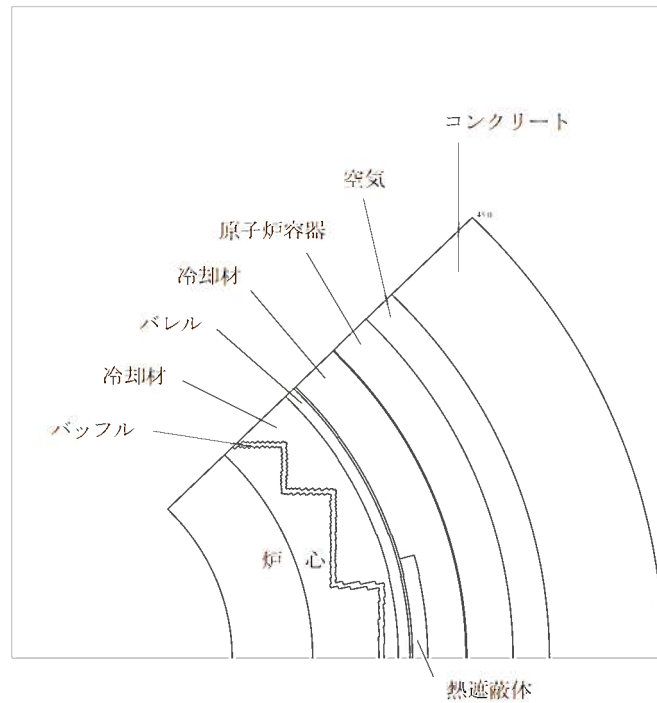 コンクリート
空気
原子炉容器
冷却材
バレル
冷却材
バッフル
炉 心
熱遮蔽体